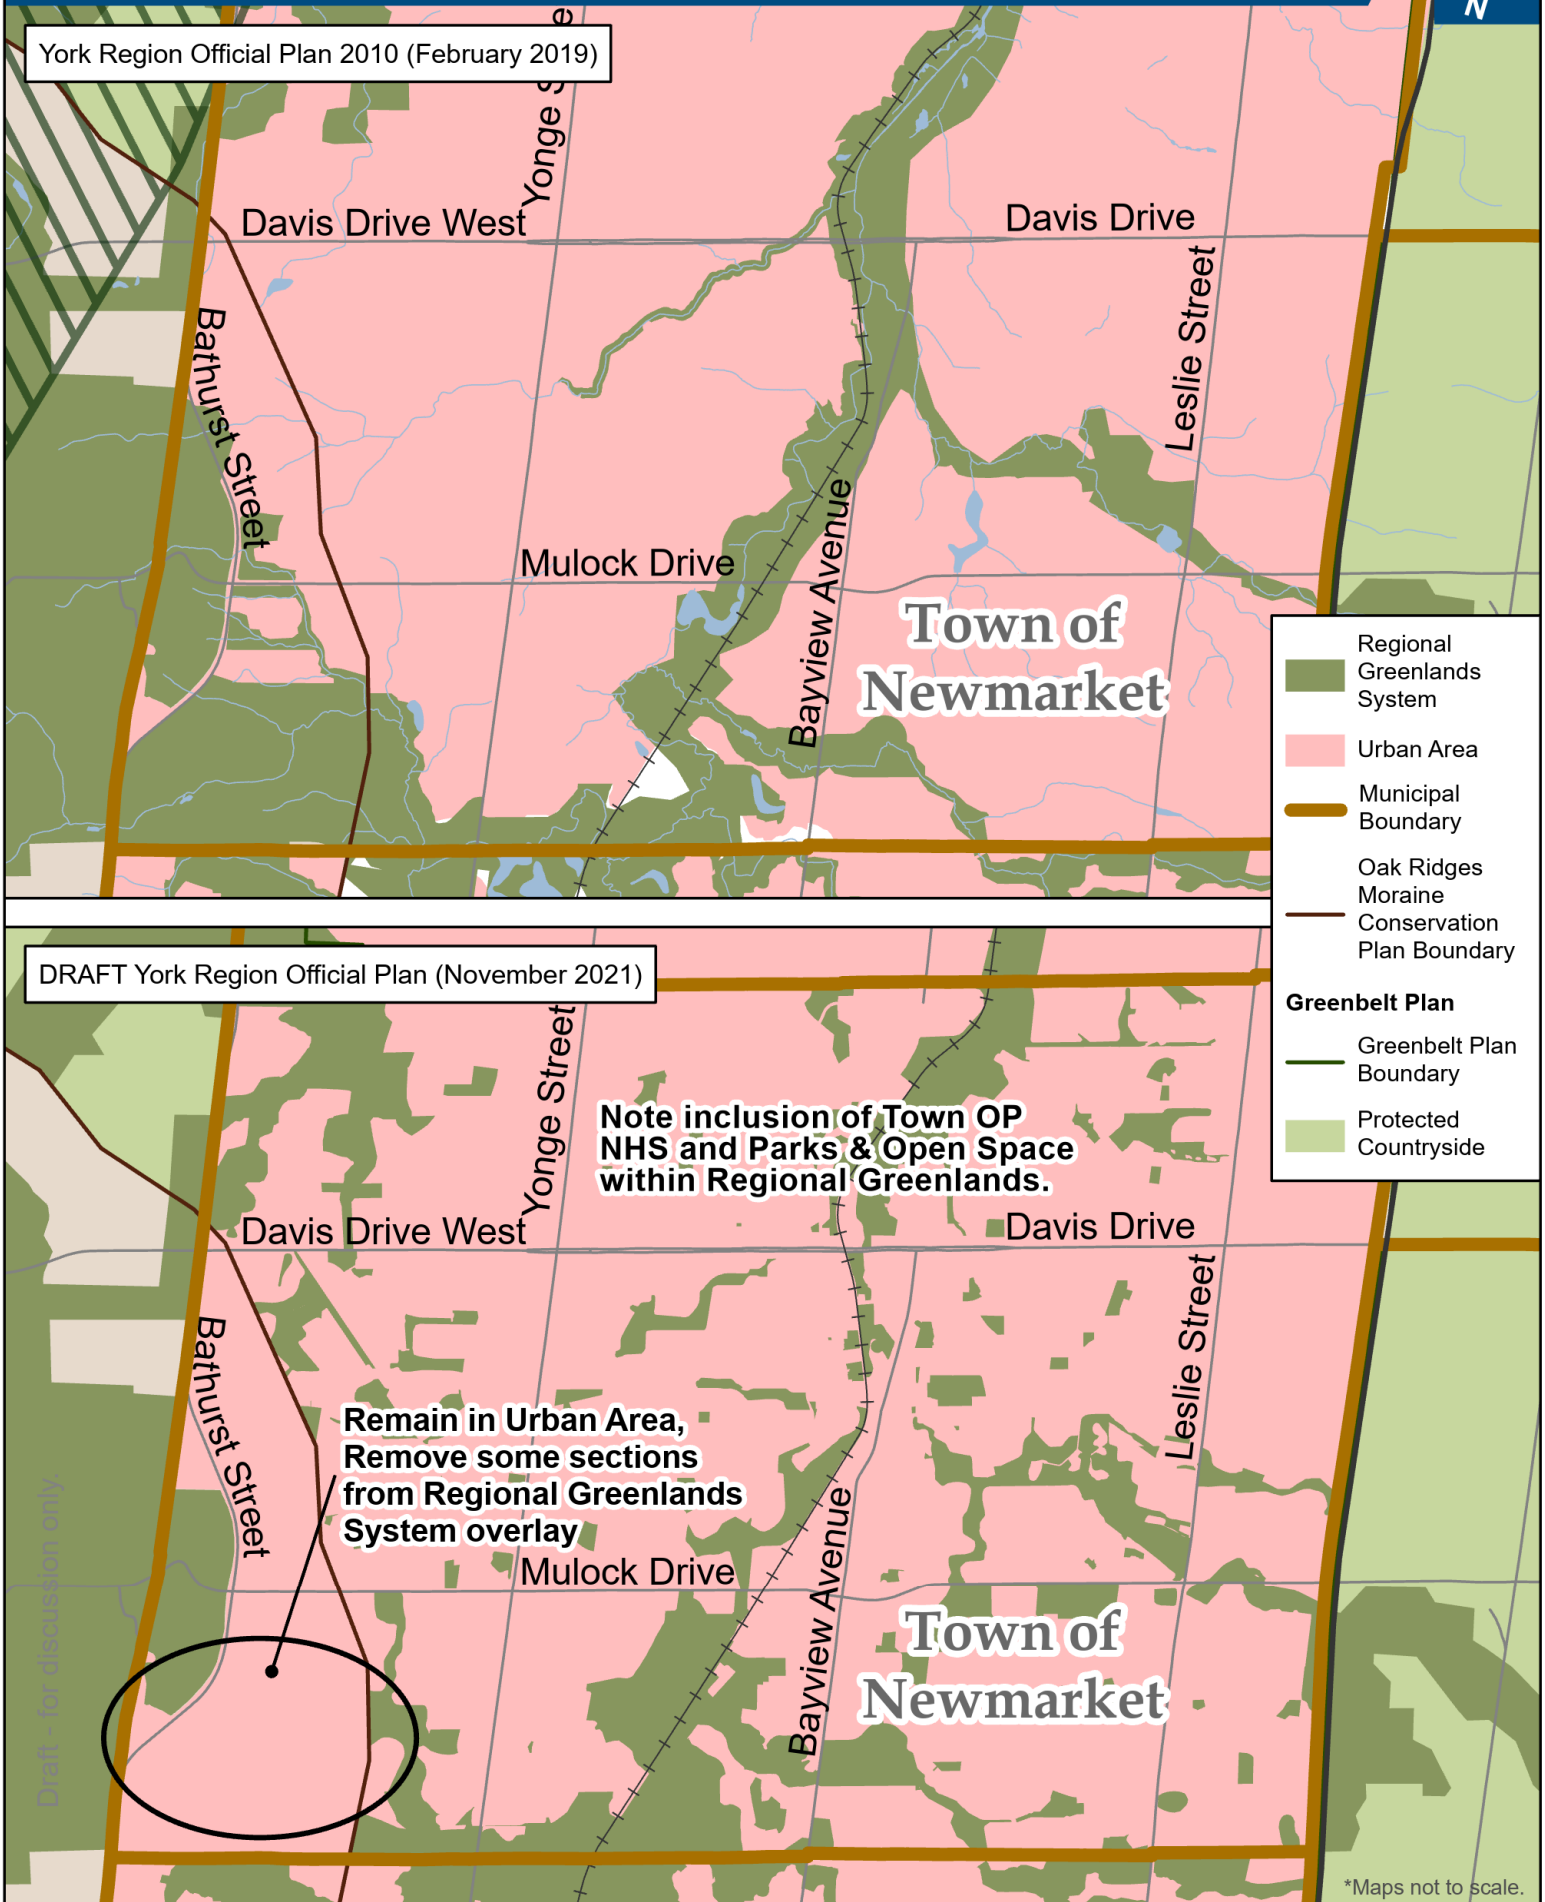 N
York Region Official Plan 2010 (February 2019)
Yonge Street
Davis Drive West
Davis Drive
Bathurst Street
Leslie Street
Mulock Drive
Bayview Avenue
Town of
Newmarket
Regional
Greenlands
System
Urban Area
Municipal
Boundary
Oak Ridges
Moraine
Conservation
Plan Boundary
Greenbelt Plan
Greenbelt Plan
Boundary
Protected
Countryside
DRAFT York Region Official Plan (November 2021)
Yonge Street
Note inclusion of Town OP
NHS and Parks & Open Space
within Regional Greenlands.
Davis Drive West
Davis Drive
Bathurst Street
Leslie Street
Remain in Urban Area,
Remove some sections
from Regional Greenlands
System overlay
Mulock Drive
Bayview Avenue
Town of
Newmarket
Draft - for discussion only.
*Maps not to scale.